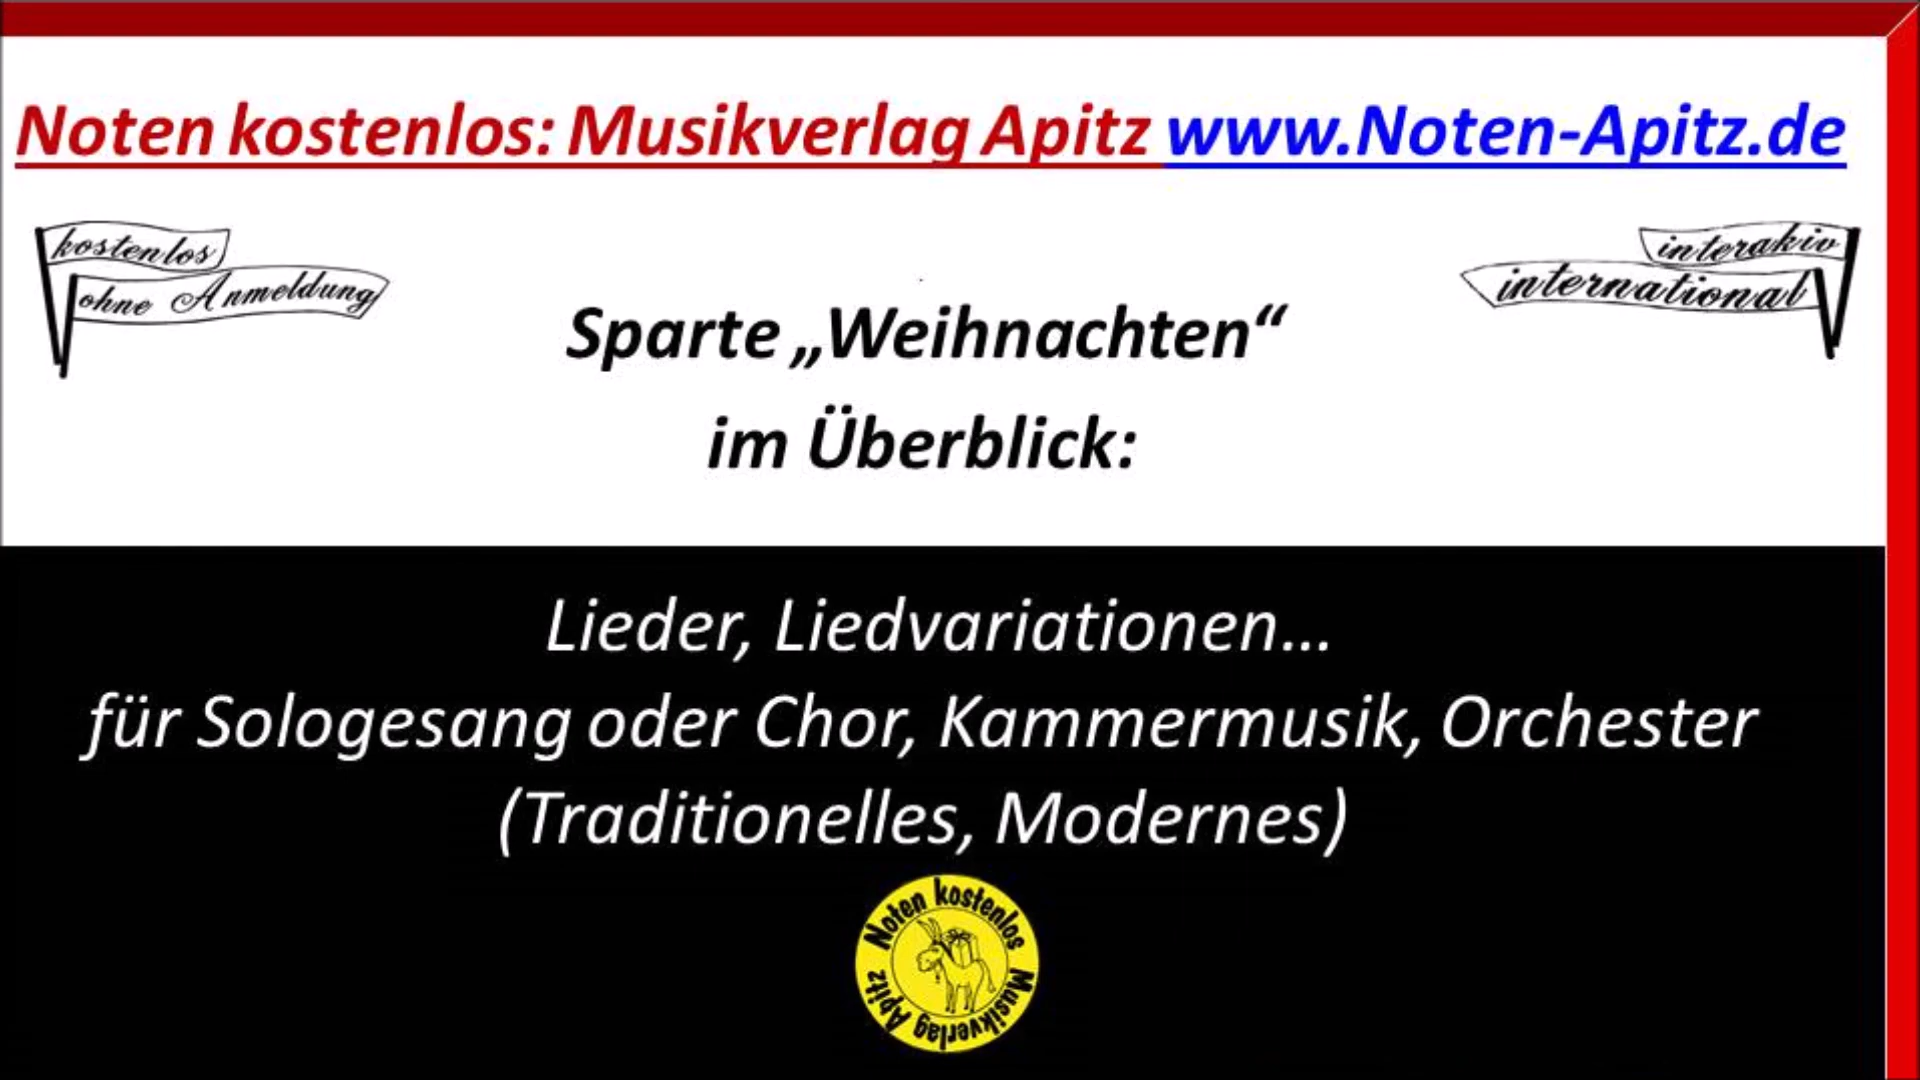 Noten kostenlos: Musikverlag Apitz www.Noten-Apitz.de
kostenlos
ohne Anmeldung
interakiv
international
Sparte „Weihnachten“
im Überblick:
Lieder, Liedvariationen...
für Sologesang oder Chor, Kammermusik, Orchester
(Traditionelles, Modernes)
Noten kostenlos Musikverlag Apitz